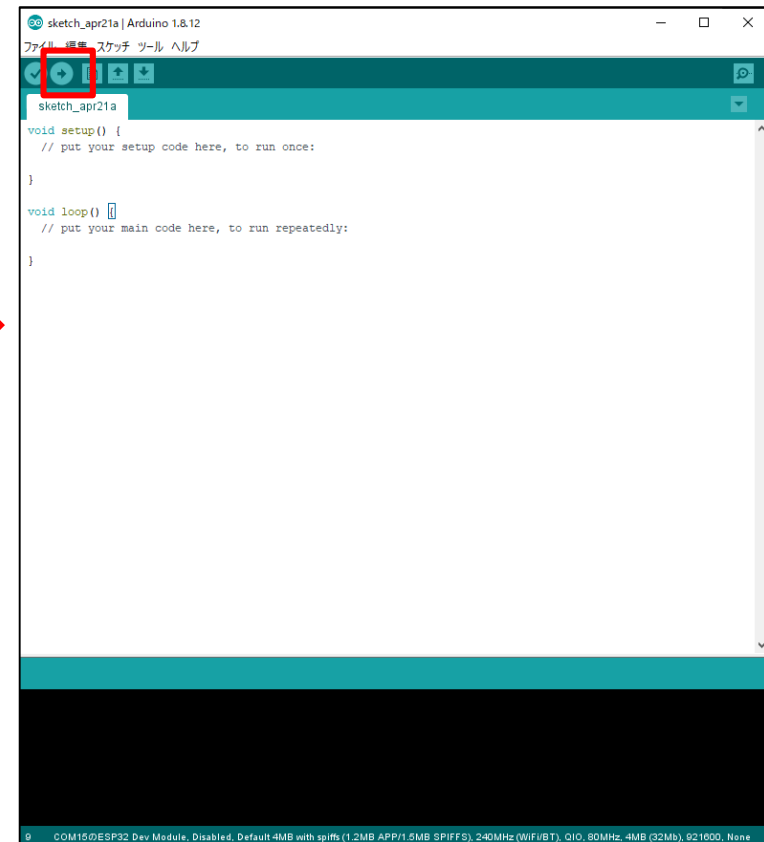 sketch_apr21a | Arduino 1.8.12
ファイル 編集 スケッチ ツール ヘルプ
sketch_apr21a
void setup() {
  // put your setup code here, to run once:
}
void loop() {
  // put your main code here, to run repeatedly:
}
9 COM15のESP32 Dev Module, Disabled, Default 4MB with spiffs (1.2MB APP/1.5MB SPIFFS), 240MHz (WiFi/BT), QIO, 80MHz, 4MB (32Mb), 921600, None